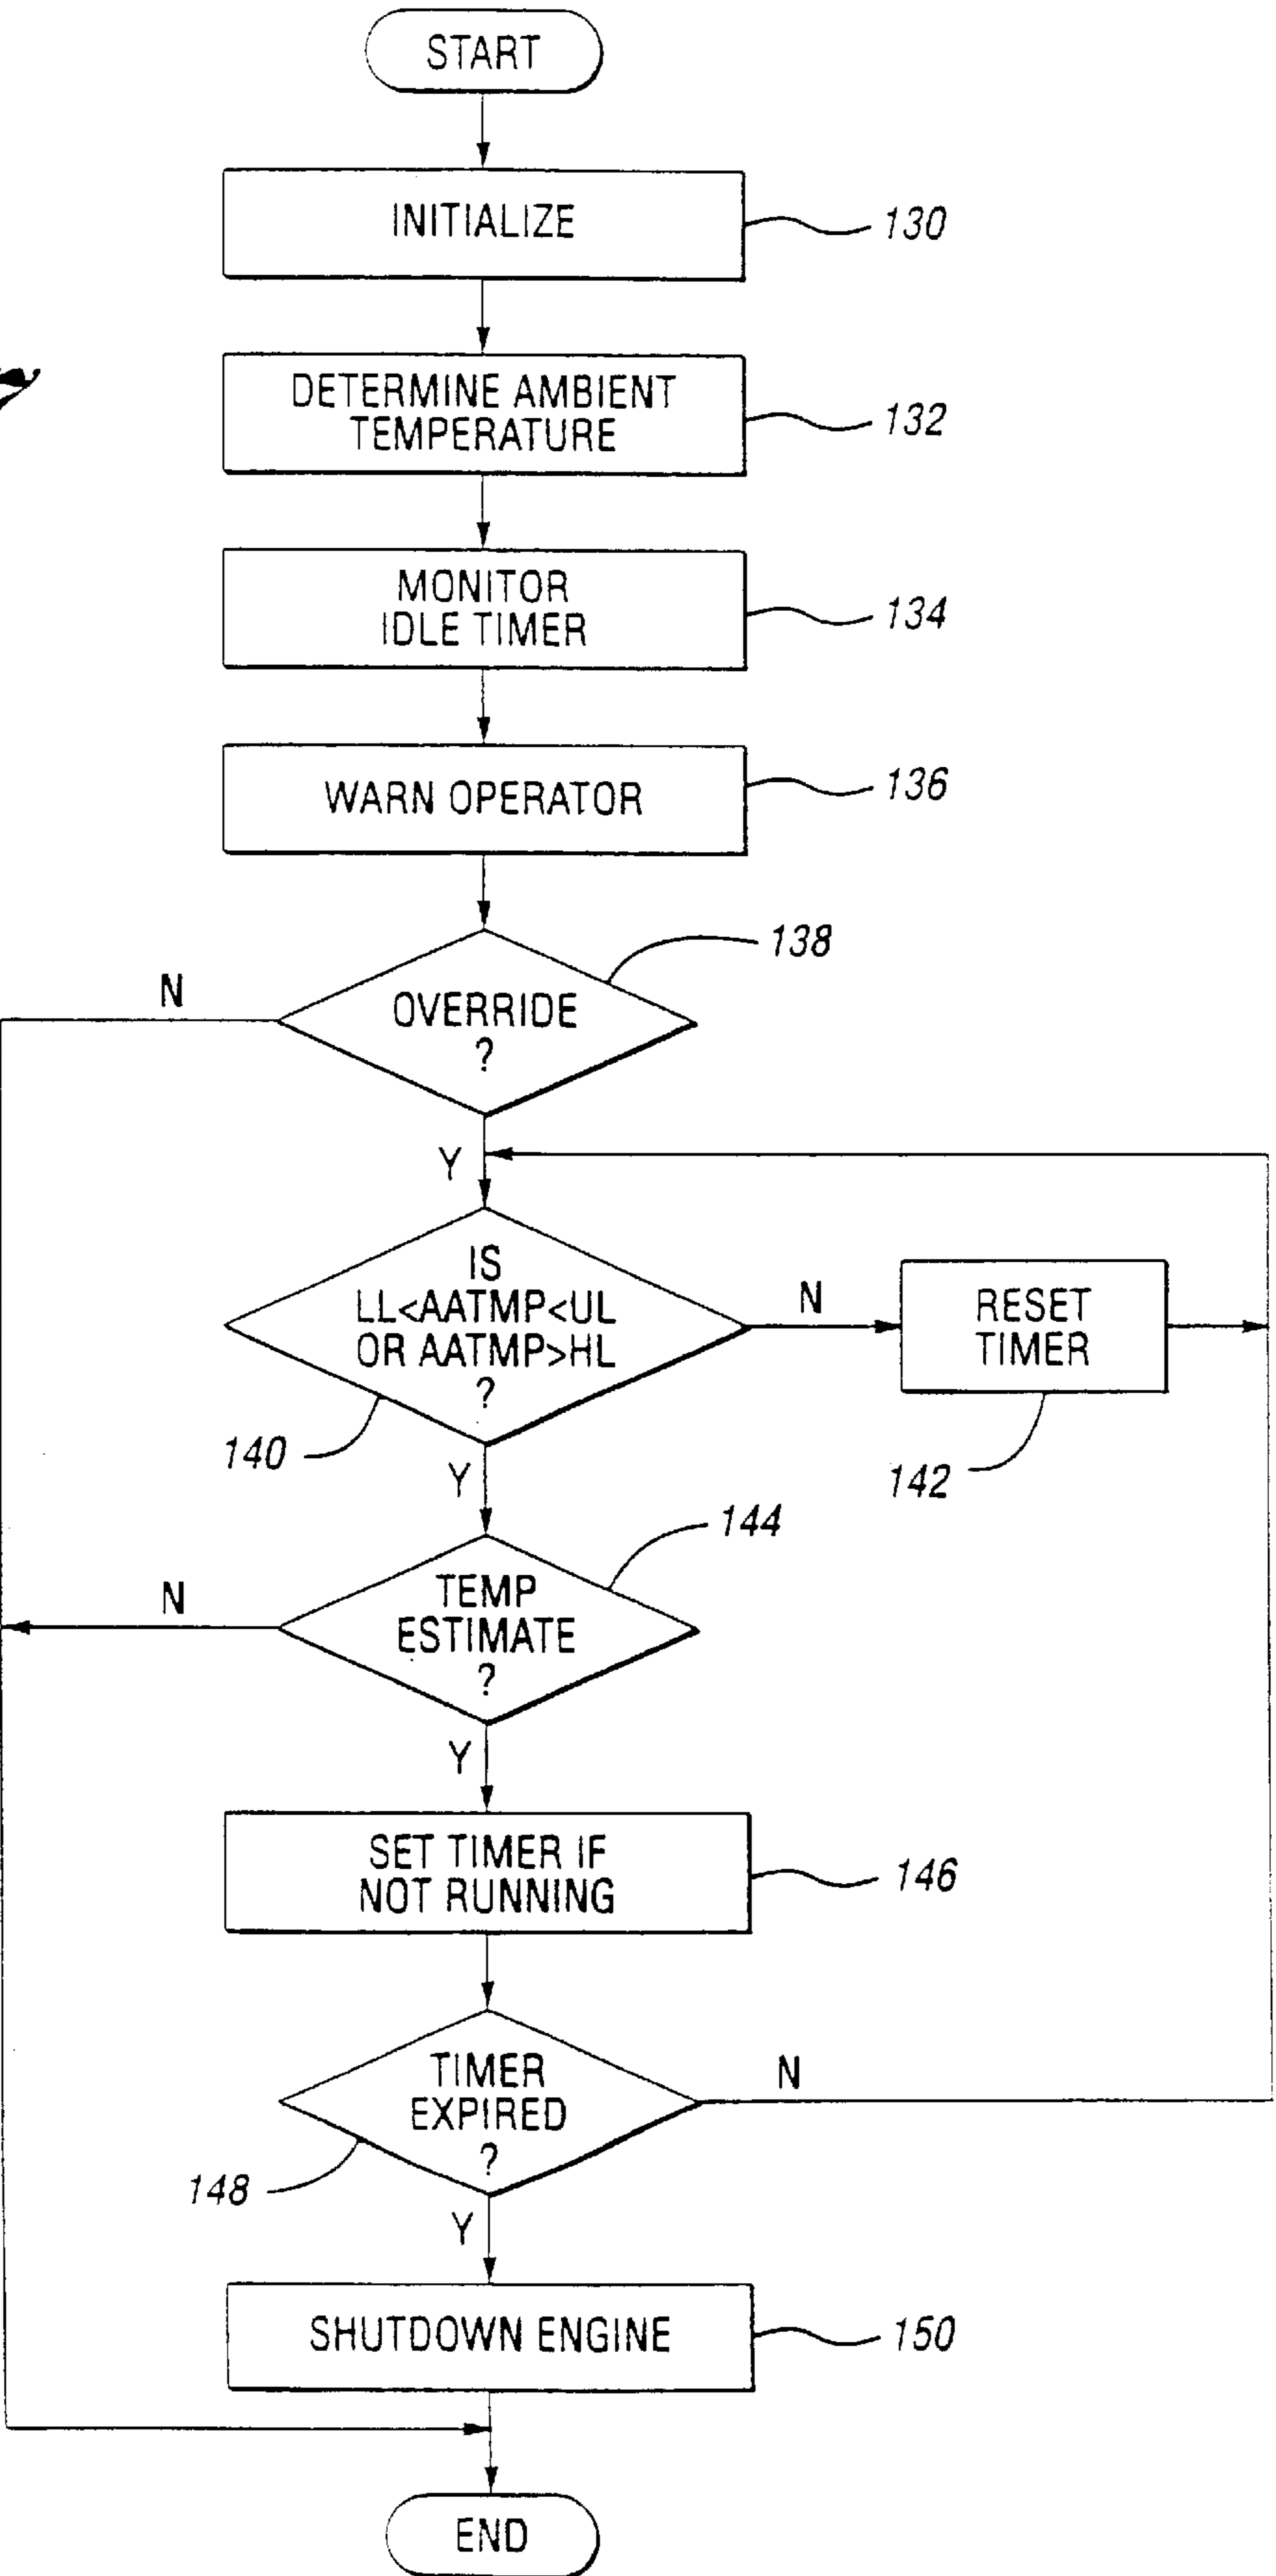 START
INITIALIZE
130
DETERMINE AMBIENT
TEMPERATURE
132
MONITOR
IDLE TIMER
134
WARN OPERATOR
136
138
N
OVERRIDE
?
Y
IS
LL<AATMP<UL
OR AATMP>HL
?
N
RESET
TIMER
140
142
Y
144
N
TEMP
ESTIMATE
?
Y
SET TIMER IF
NOT RUNNING
146
TIMER
EXPIRED
?
N
148
Y
SHUTDOWN ENGINE
150
END